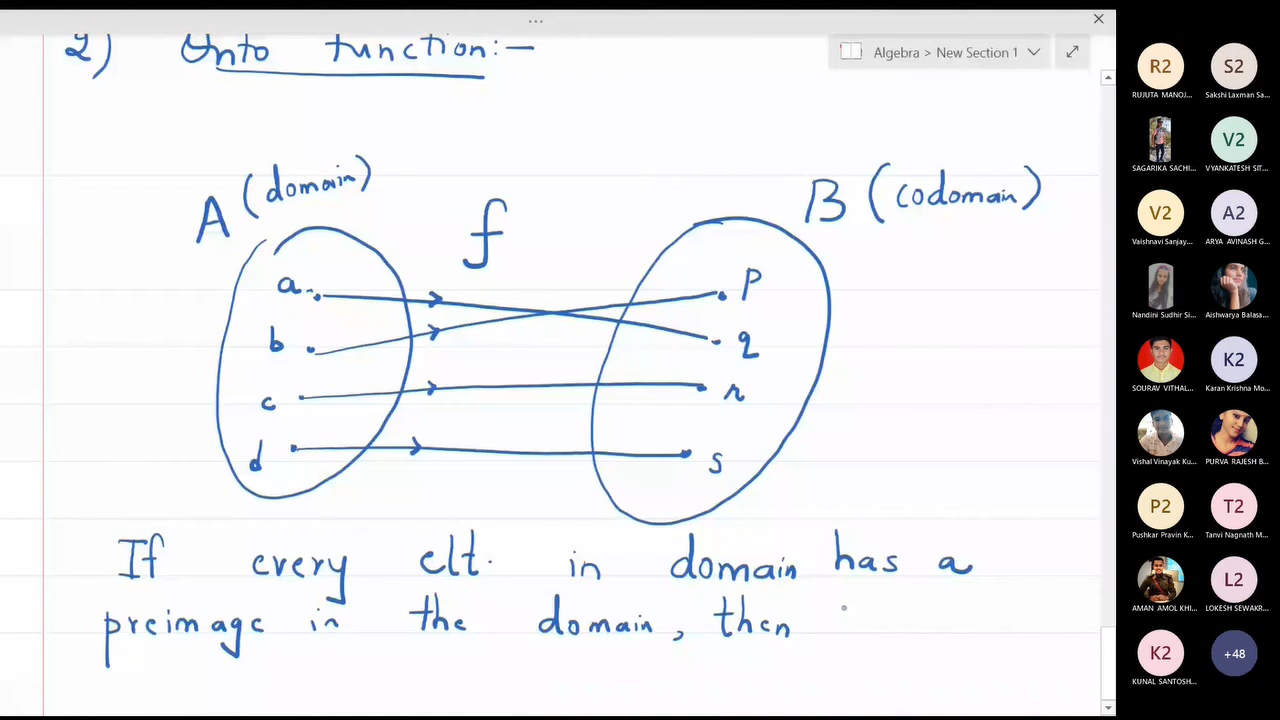 ...
2) Onto function:-
Algebra > New Section 1
A (domain)
f
B (codomain)
a
b
c
d
p
q
r
s
If every elt. in domain has a
preimage in the domain, then
R2
RUJUTA MANOJ...
S2
Sakshi Laxman Sa...
SAGARIKA SACHI...
V2
VYANKATESH SIT...
V2
Vaishnavi Sanjay...
A2
ARYA AVINASH G...
Nandini Sudhir Si...
Aishwarya Balasa...
SOURAV VITHAL...
K2
Karan Krishna Mo...
Vishal Vinayak Ku...
PURVA RAJESH B...
P2
Pushkar Pravin K...
T2
Tanvi Nagnath M...
AMAN AMOL KHI...
L2
LOKESH SEWAKR...
K2
KUNAL SANTOSH...
+48